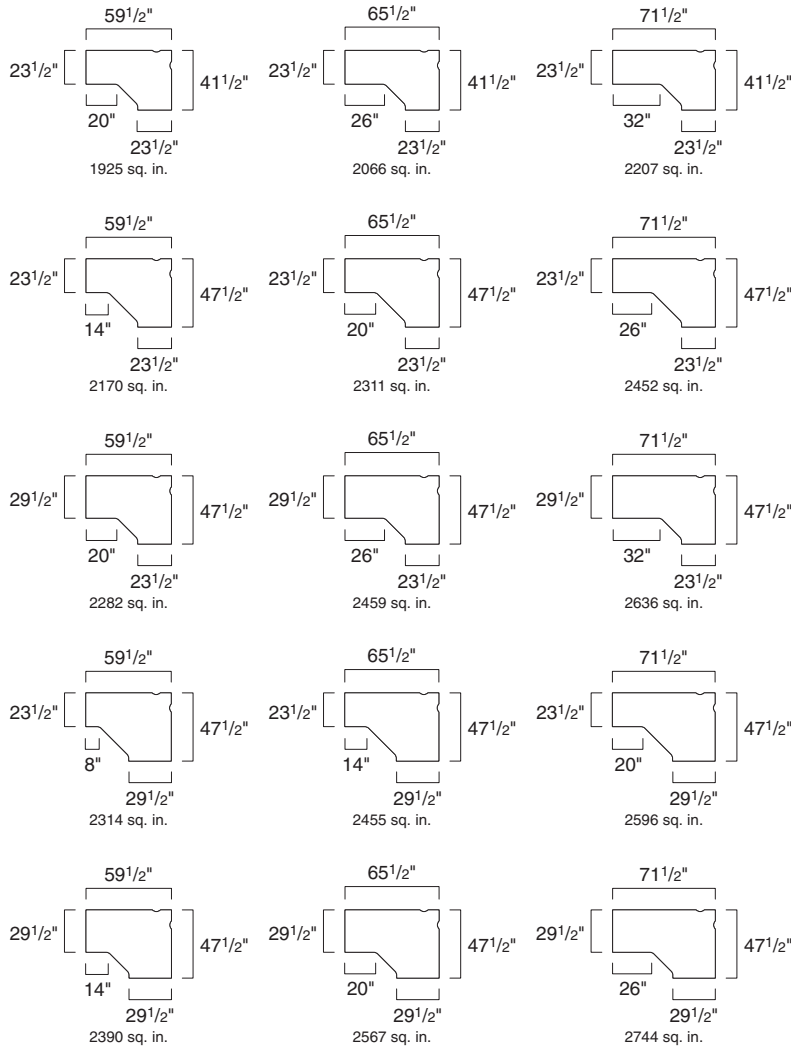 59 1/2" 65 1/2" 71 1/2"
23 1/2" 41 1/2" 23 1/2" 41 1/2" 23 1/2" 41 1/2"
20" 26" 32"
23 1/2" 23 1/2" 23 1/2"
1925 sq. in. 2066 sq. in. 2207 sq. in.
59 1/2" 65 1/2" 71 1/2"
23 1/2" 47 1/2" 23 1/2" 47 1/2" 23 1/2" 47 1/2"
14" 20" 26"
23 1/2" 23 1/2" 23 1/2"
2170 sq. in. 2311 sq. in. 2452 sq. in.
59 1/2" 65 1/2" 71 1/2"
29 1/2" 47 1/2" 29 1/2" 47 1/2" 29 1/2" 47 1/2"
20" 26" 32"
23 1/2" 23 1/2" 23 1/2"
2282 sq. in. 2459 sq. in. 2636 sq. in.
59 1/2" 65 1/2" 71 1/2"
23 1/2" 47 1/2" 23 1/2" 47 1/2" 23 1/2" 47 1/2"
8" 14" 20"
29 1/2" 29 1/2" 29 1/2"
2314 sq. in. 2455 sq. in. 2596 sq. in.
59 1/2" 65 1/2" 71 1/2"
29 1/2" 47 1/2" 29 1/2" 47 1/2" 29 1/2" 47 1/2"
14" 20" 26"
29 1/2" 29 1/2" 29 1/2"
2390 sq. in. 2567 sq. in. 2744 sq. in.